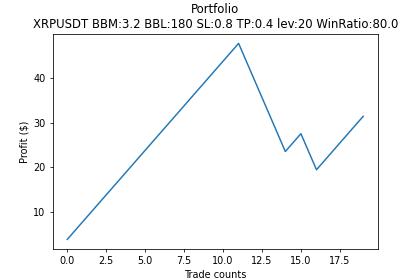 Portfolio
XRPUSDT BBM:3.2 BBL:180 SL:0.8 TP:0.4 lev:20 WinRatio:80.0
Profit ($)
40
30
20
10
0.0 2.5 5.0 7.5 10.0 12.5 15.0 17.5
Trade counts